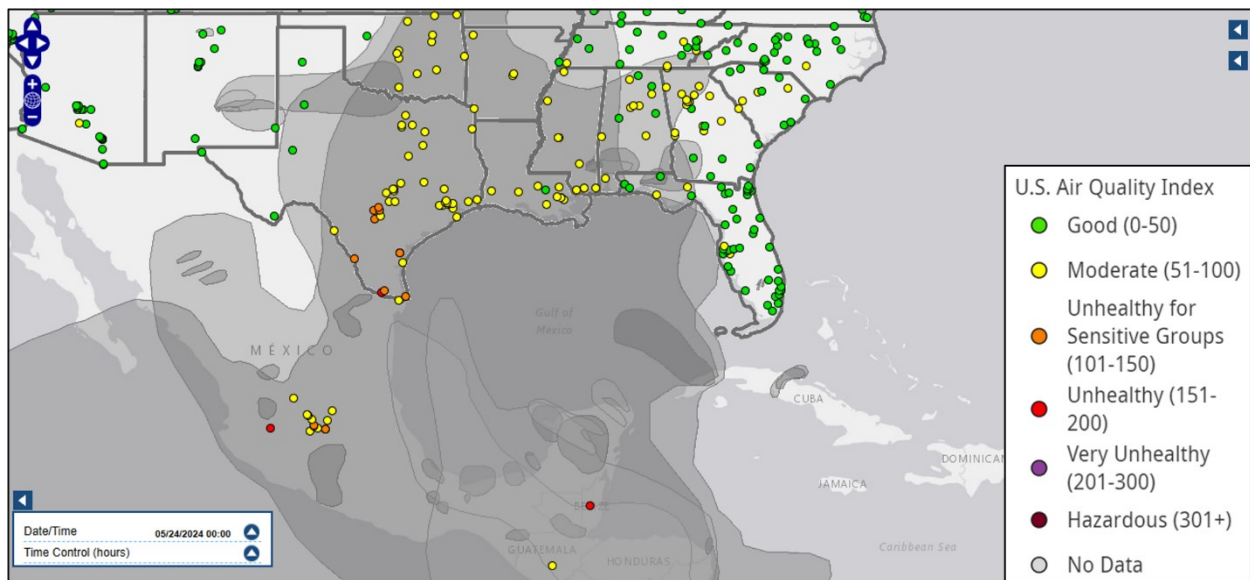 Gulf of
Mexico
MÉXICO
CUBA
DOMINICAN
JAMAICA
BELIZE
GUATEMALA
HONDURAS
Caribbean Sea
Date/Time 05/24/2024 00:00
Time Control (hours)
U.S. Air Quality Index
Good (0-50)
Moderate (51-100)
Unhealthy for
Sensitive Groups
(101-150)
Unhealthy (151-
200)
Very Unhealthy
(201-300)
Hazardous (301+)
No Data